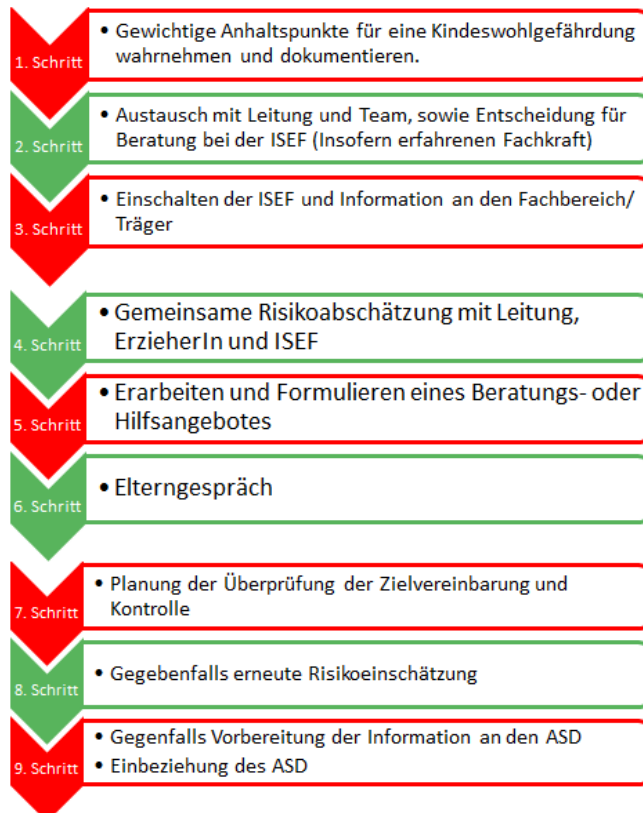 1. Schritt
• Gewichtige Anhaltspunkte für eine Kindeswohlgefährdung
wahrnehmen und dokumentieren.
2. Schritt
• Austausch mit Leitung und Team, sowie Entscheidung für
Beratung bei der ISEF (Insofern erfahrenen Fachkraft)
3. Schritt
• Einschalten der ISEF und Information an den Fachbereich/
Träger
4. Schritt
• Gemeinsame Risikoabschätzung mit Leitung,
ErzieherIn und ISEF
5. Schritt
• Erarbeiten und Formulieren eines Beratungs- oder
Hilfsangebotes
6. Schritt
• Elterngespräch
7. Schritt
• Planung der Überprüfung der Zielvereinbarung und
Kontrolle
8. Schritt
• Gegebenfalls erneute Risikoeinschätzung
9. Schritt
• Gegenfalls Vorbereitung der Information an den ASD
• Einbeziehung des ASD